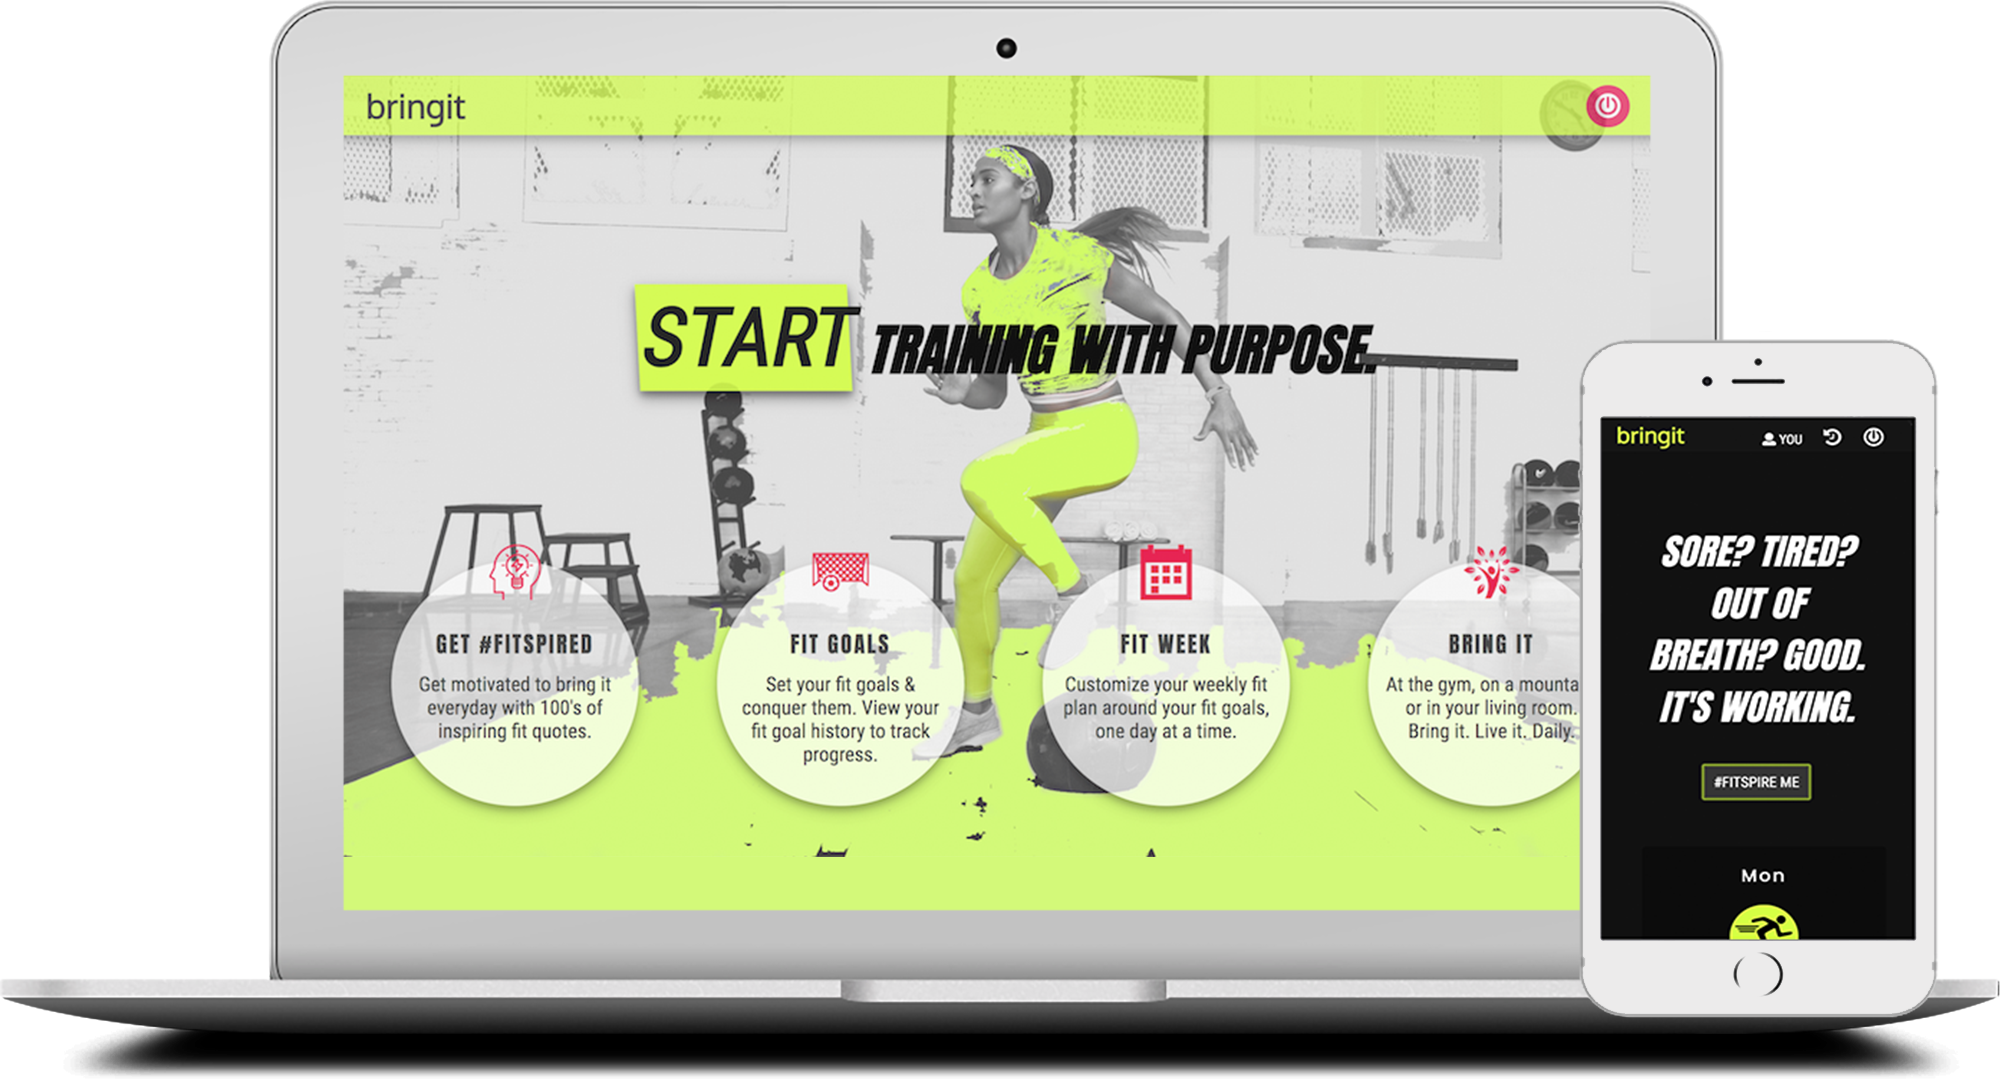 bringit
START TRAINING WITH PURPOSE.
GET #FITSPIRED
Get motivated to bring it
everyday with 100's of
inspiring fit quotes.
FIT GOALS
Set your fit goals &
conquer them. View your
fit goal history to track
progress.
FIT WEEK
Customize your weekly fit
plan around your fit goals,
one day at a time.
BRING IT
At the gym, on a mounta
or in your living room.
Bring it. Live it. Daily.
bringit
YOU
SORE? TIRED?
OUT OF
BREATH? GOOD.
IT'S WORKING.
#FITSPIRE ME
Mon